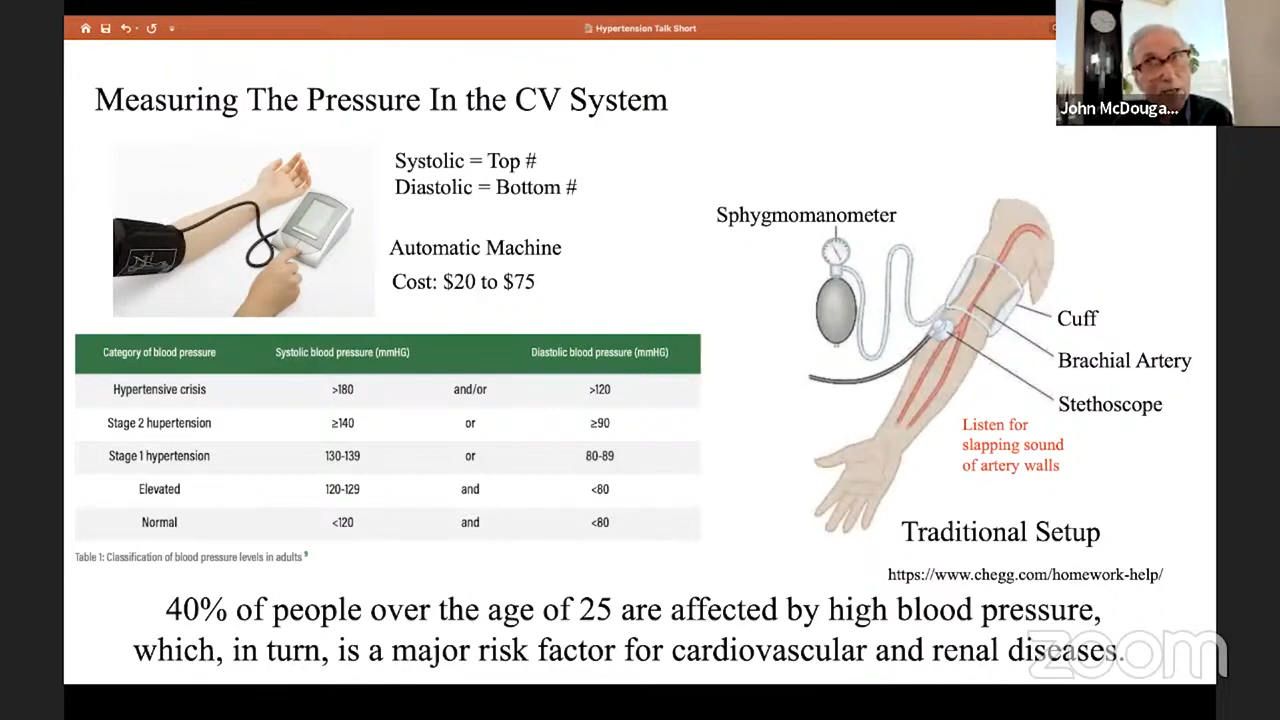 Hypertension Talk Short
John McDouga...
Measuring The Pressure In the CV System
Systolic = Top #
Diastolic = Bottom #
Automatic Machine
Cost: $20 to $75
Sphygmomanometer
Cuff
Brachial Artery
Stethoscope
Listen for
slapping sound
of artery walls
Traditional Setup
https://www.chegg.com/homework-help/
Category of blood pressure Systolic blood pressure (mmHG) Diastolic blood pressure (mmHG)
Hypertensive crisis >180 and/or >120
Stage 2 hupertension ≥140 or ≥90
Stage 1 hypertension 130-139 or 80-89
Elevated 120-129 and <80
Normal <120 and <80
Table 1: Classification of blood pressure levels in adults
40% of people over the age of 25 are affected by high blood pressure,
which, in turn, is a major risk factor for cardiovascular and renal diseases.
zoom